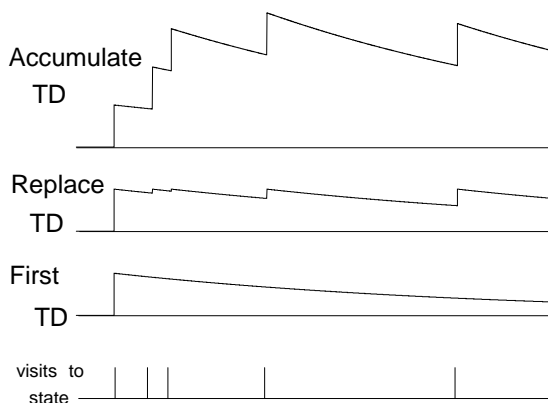 Accumulate
TD
Replace
TD
First
TD
visits to
state